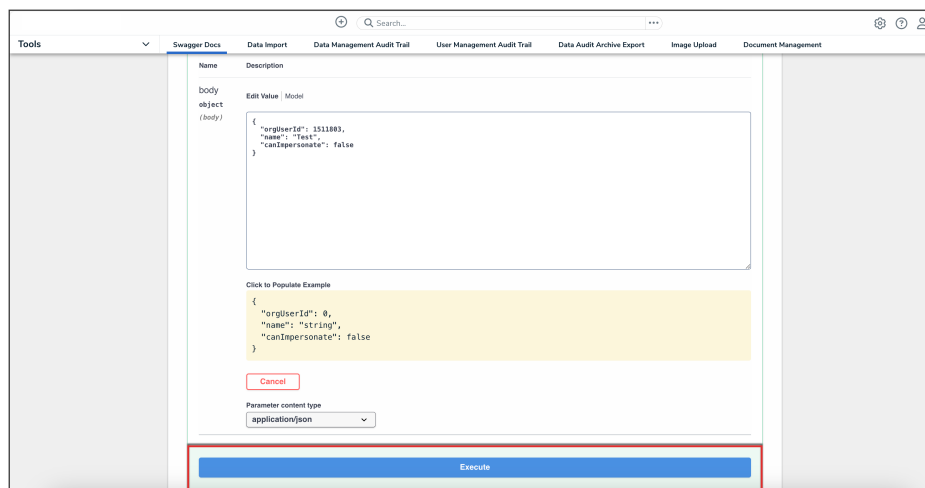 Search...
Tools
Swagger Docs
Data Import
Data Management Audit Trail
User Management Audit Trail
Data Audit Archive Export
Image Upload
Document Management
Name
Description
body
object
(body)
Edit Value | Model
{
"orgUserId": 1511803,
"name": "Test",
"canImpersonate": false
}
Click to Populate Example
{
"orgUserId": 0,
"name": "string",
"canImpersonate": false
}
Cancel
Parameter content type
application/json
Execute